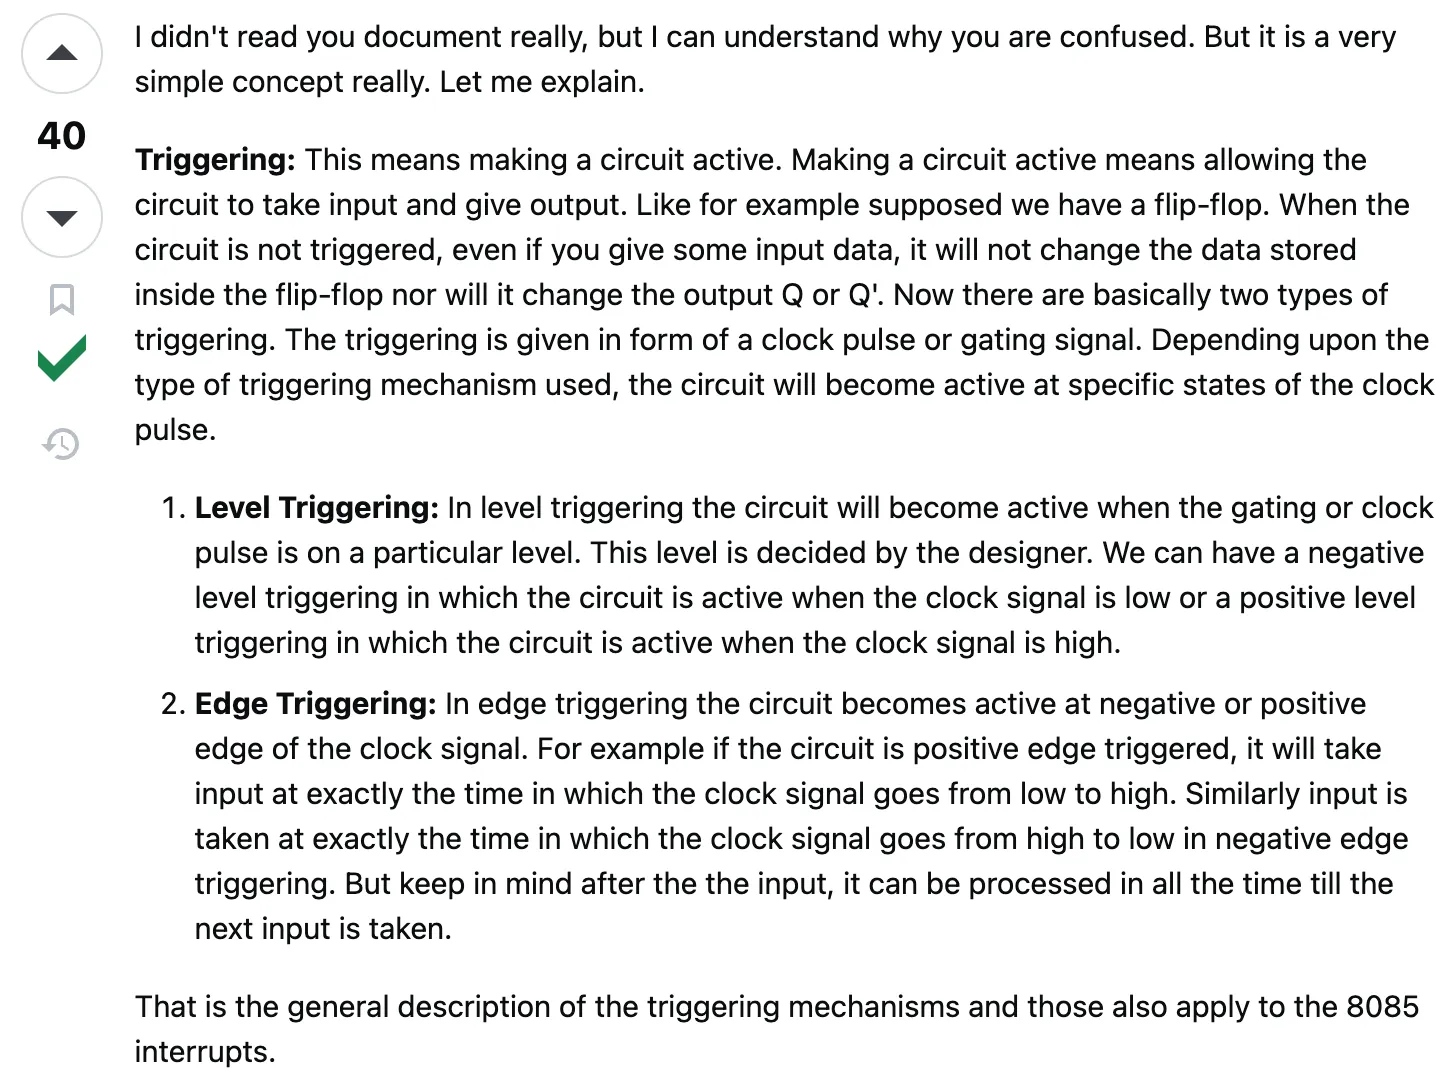 I didn't read you document really, but I can understand why you are confused. But it is a very
simple concept really. Let me explain.
40
Triggering: This means making a circuit active. Making a circuit active means allowing the
circuit to take input and give output. Like for example supposed we have a flip-flop. When the
circuit is not triggered, even if you give some input data, it will not change the data stored
inside the flip-flop nor will it change the output Q or Q'. Now there are basically two types of
triggering. The triggering is given in form of a clock pulse or gating signal. Depending upon the
type of triggering mechanism used, the circuit will become active at specific states of the clock
pulse.
1. Level Triggering: In level triggering the circuit will become active when the gating or clock
pulse is on a particular level. This level is decided by the designer. We can have a negative
level triggering in which the circuit is active when the clock signal is low or a positive level
triggering in which the circuit is active when the clock signal is high.
2. Edge Triggering: In edge triggering the circuit becomes active at negative or positive
edge of the clock signal. For example if the circuit is positive edge triggered, it will take
input at exactly the time in which the clock signal goes from low to high. Similarly input is
taken at exactly the time in which the clock signal goes from high to low in negative edge
triggering. But keep in mind after the the input, it can be processed in all the time till the
next input is taken.
That is the general description of the triggering mechanisms and those also apply to the 8085
interrupts.